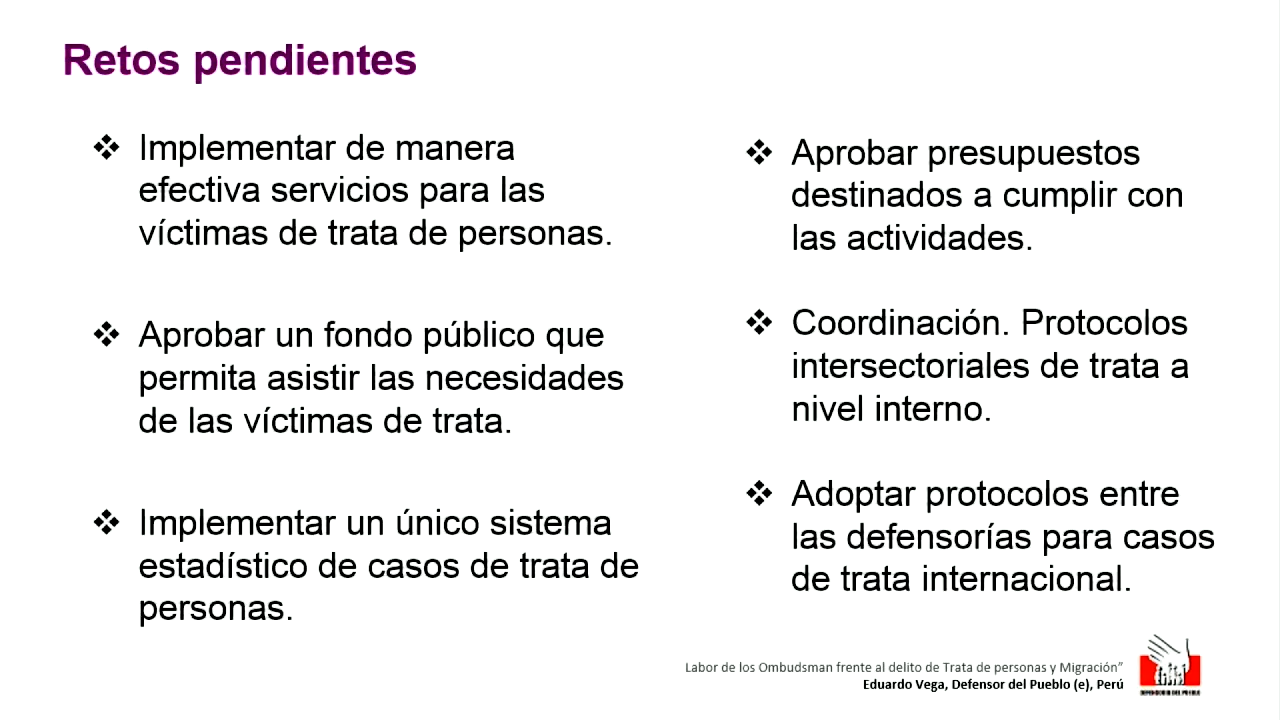 Retos pendientes
❖ Implementar de manera
efectiva servicios para las
víctimas de trata de personas.
❖ Aprobar un fondo público que
permita asistir las necesidades
de las víctimas de trata.
❖ Implementar un único sistema
estadístico de casos de trata de
personas.
❖ Aprobar presupuestos
destinados a cumplir con
las actividades.
❖ Coordinación. Protocolos
intersectoriales de trata a
nivel interno.
❖ Adoptar protocolos entre
las defensorías para casos
de trata internacional.
Labor de los Ombudsman frente al delito de Trata de personas y Migración”
Eduardo Vega, Defensor del Pueblo (e), Perú
DEFENSORIA DEL PUEBLO